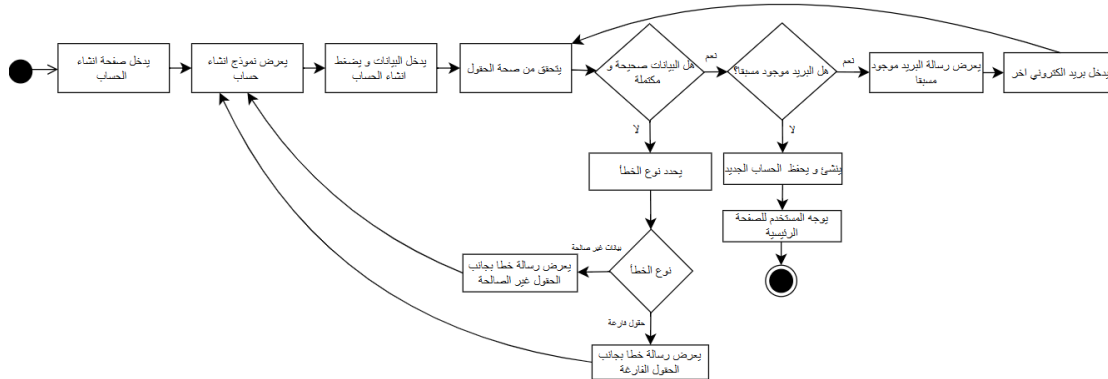 يدخل صفحة انشاء
الحساب
يعرض نموذج انشاء
حساب
يدخل البيانات و يضغط
انشاء الحساب
يتحقق من صحة الحقول
هل البيانات صحيحة و
مكتملة
نعم
هل البريد موجود مسبقا؟
نعم
يعرض رسالة البريد موجود
مسبقا
يدخل بريد الكتروني اخر
لا
لا
يحدد نوع الخطأ
ينشئ و يحفظ الحساب الجديد
يوجه المستخدم للصفحة
الرئيسية
نوع الخطأ
بيانات غير صالحة
يعرض رسالة خطا بجانب
الحقول غير الصالحة
حقول فارغة
يعرض رسالة خطا بجانب
الحقول الفارغة